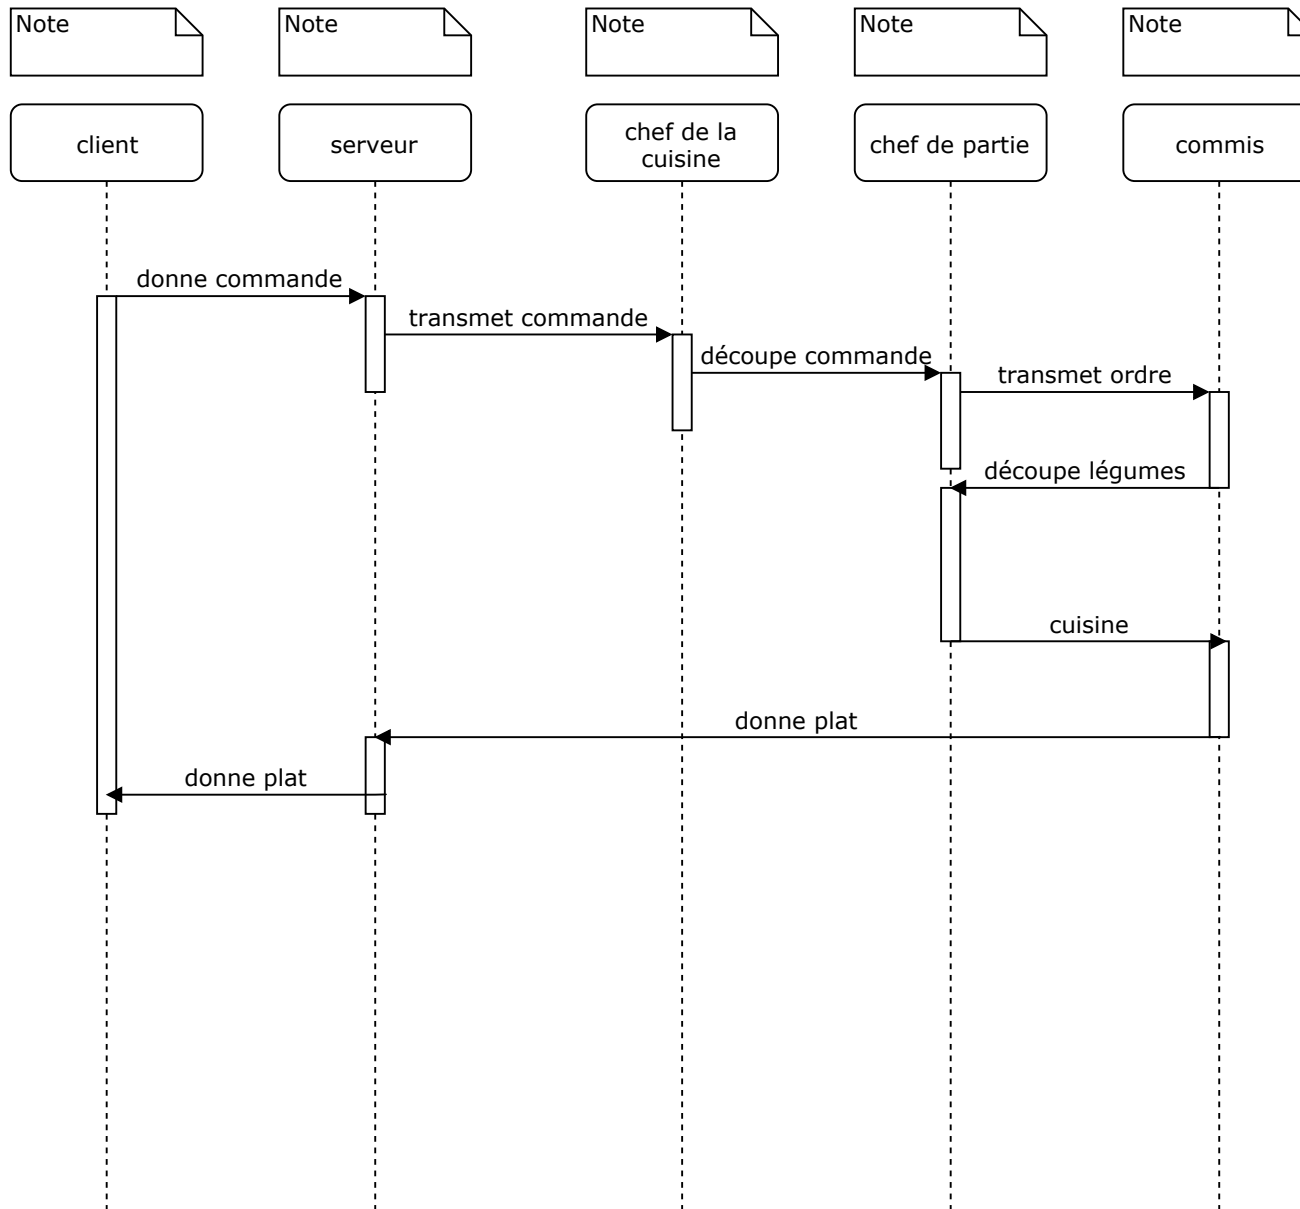 Note
Note
Note
Note
Note
client
serveur
chef de la
cuisine
chef de partie
commis
donne commande
transmet commande
découpe commande
transmet ordre
découpe légumes
cuisine
donne plat
donne plat